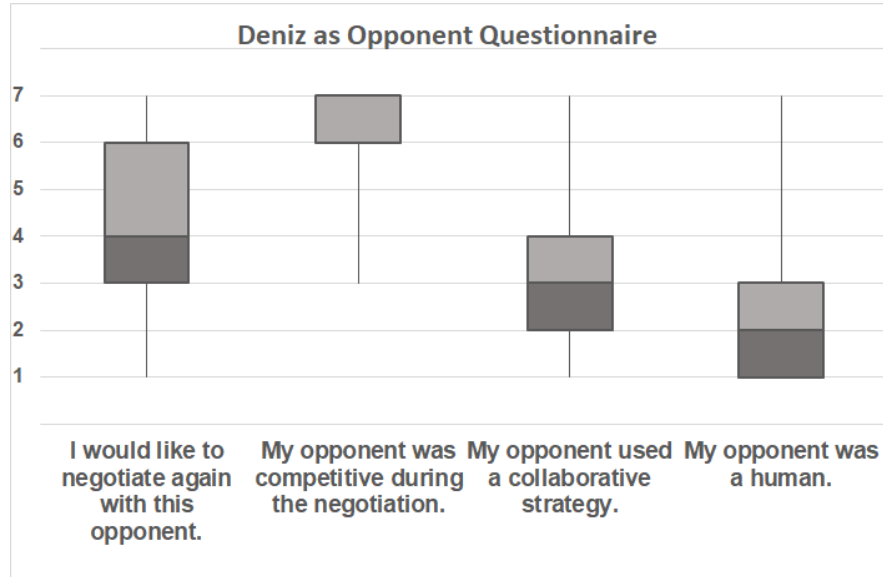 Deniz as Opponent Questionnaire
7
6
5
4
3
2
1
I would like to
negotiate again
with this
opponent.
My opponent was
competitive during
the negotiation.
My opponent used
a collaborative
strategy.
My opponent was
a human.